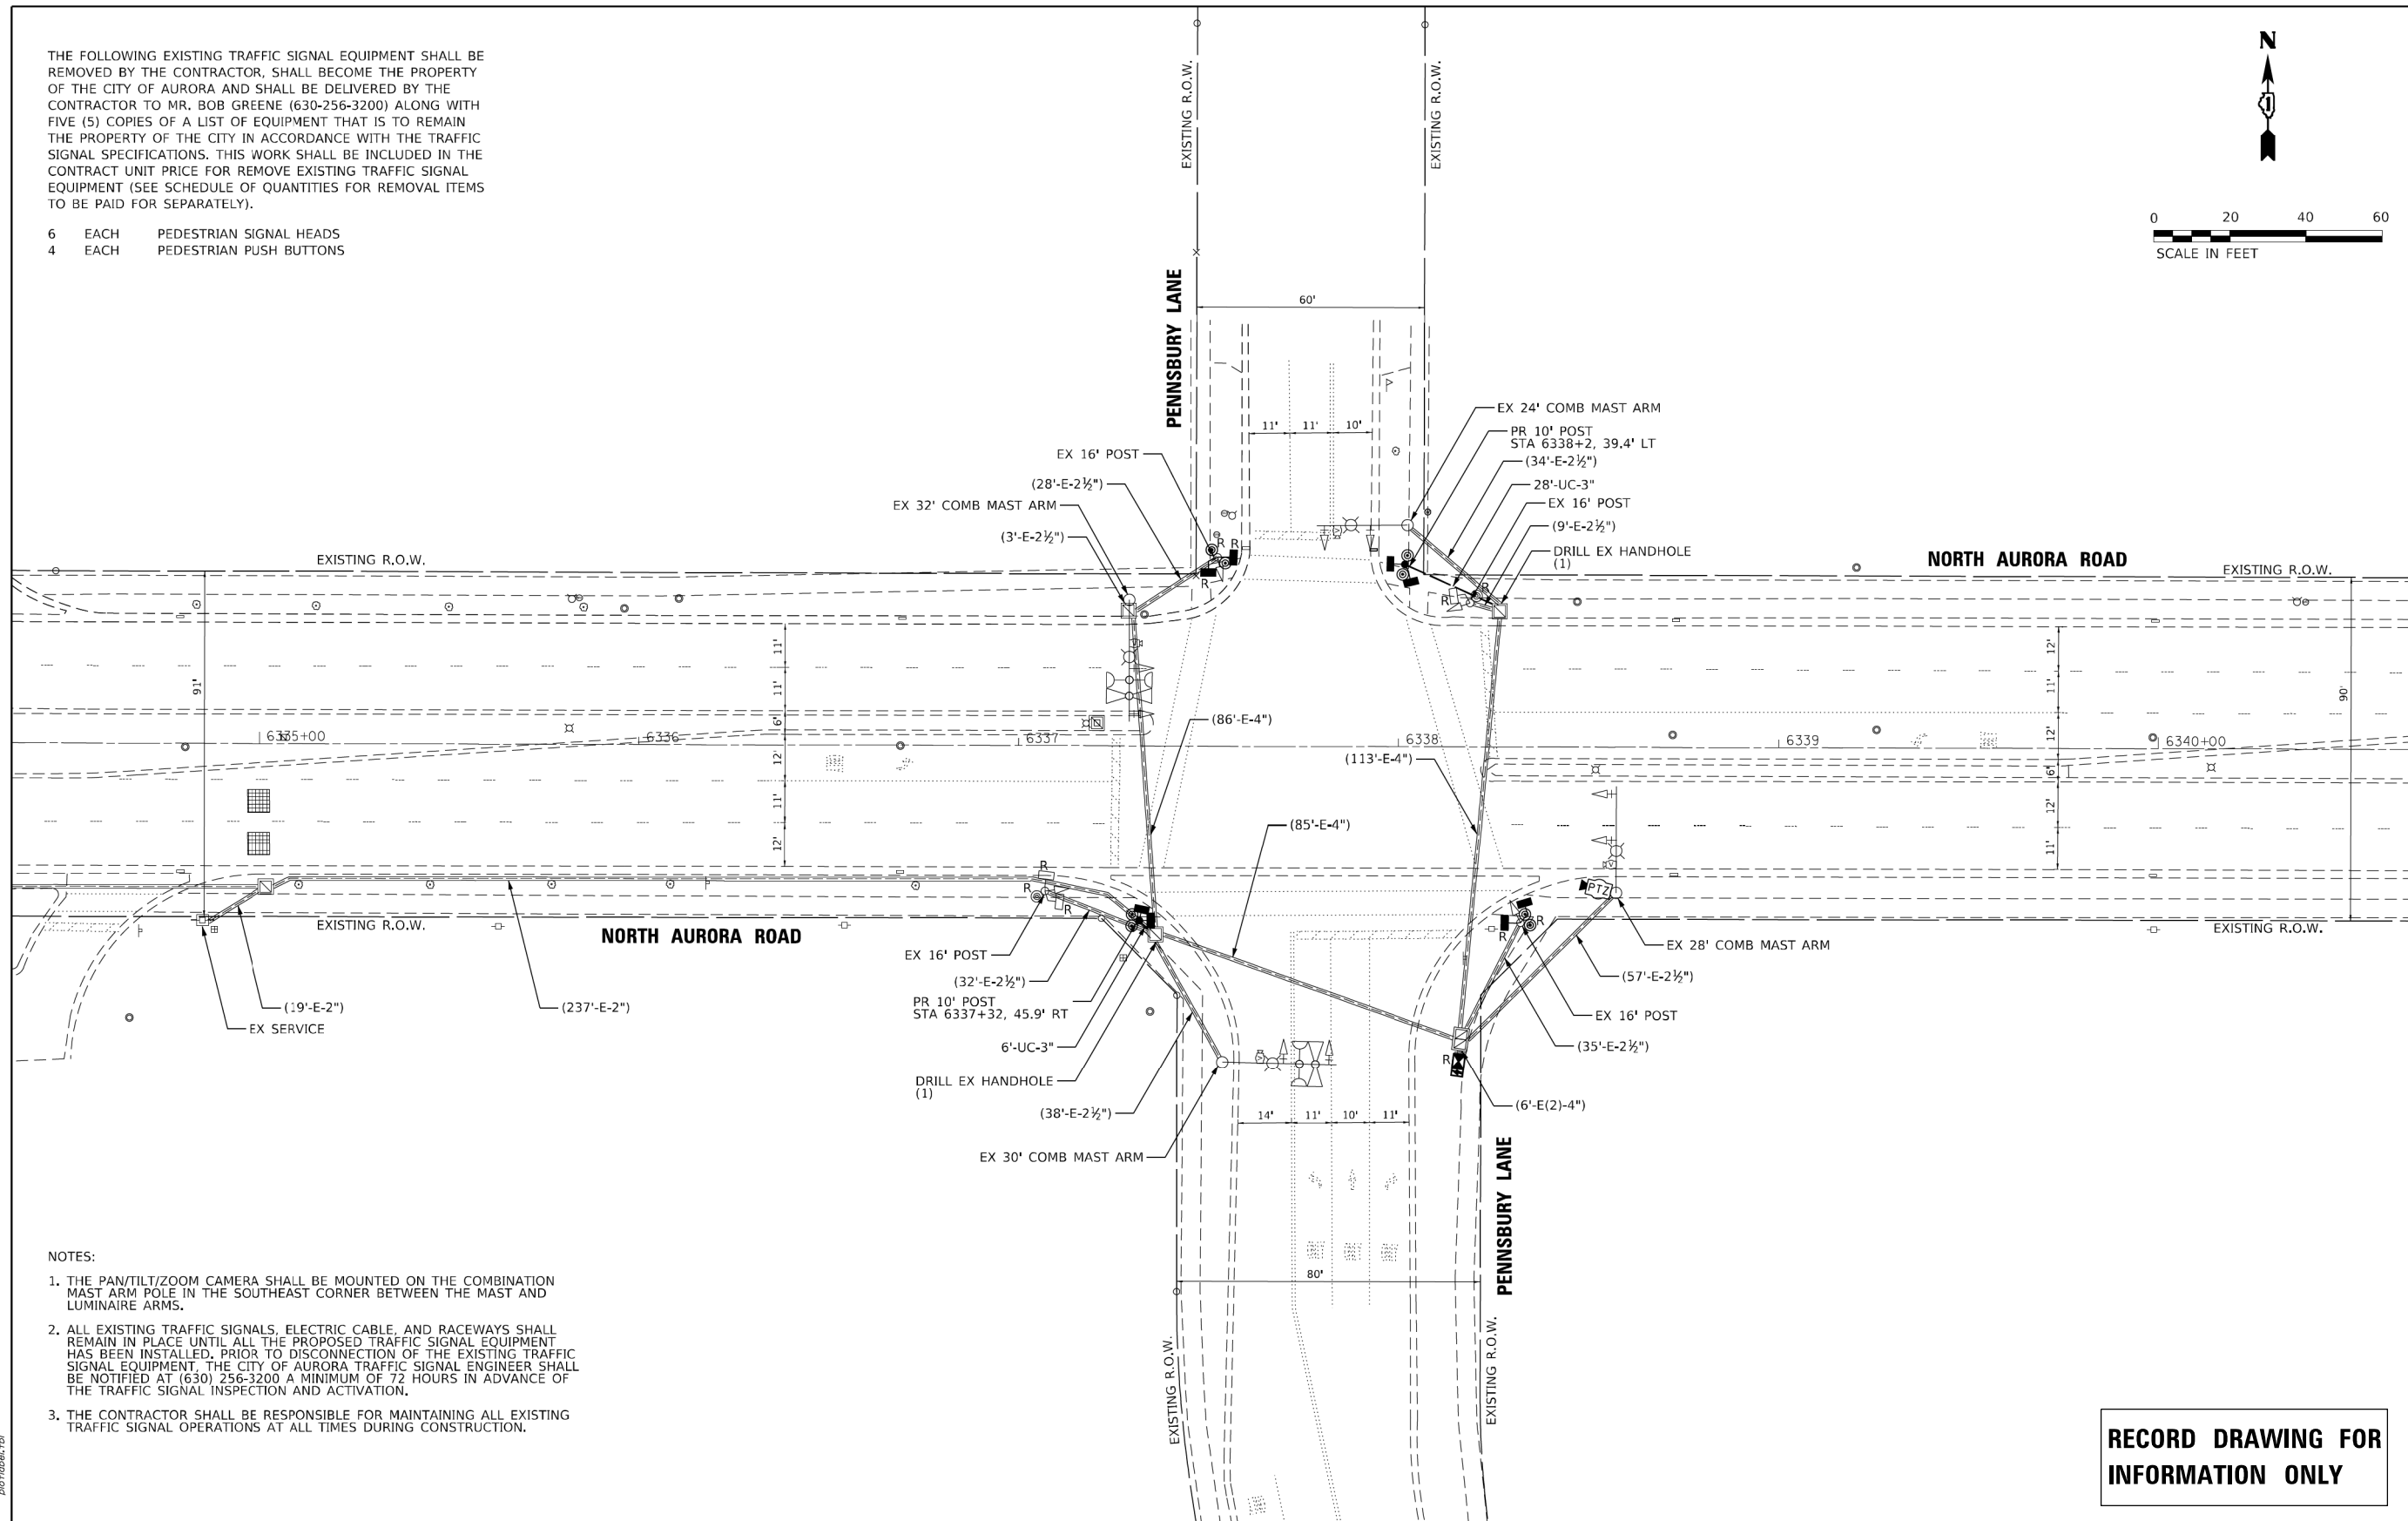 THE FOLLOWING EXISTING TRAFFIC SIGNAL EQUIPMENT SHALL BE
REMOVED BY THE CONTRACTOR, SHALL BECOME THE PROPERTY
OF THE CITY OF AURORA AND SHALL BE DELIVERED BY THE
CONTRACTOR TO MR. BOB GREENE (630-256-3200) ALONG WITH
FIVE (5) COPIES OF A LIST OF EQUIPMENT THAT IS TO REMAIN
THE PROPERTY OF THE CITY IN ACCORDANCE WITH THE TRAFFIC
SIGNAL SPECIFICATIONS. THIS WORK SHALL BE INCLUDED IN THE
CONTRACT UNIT PRICE FOR REMOVE EXISTING TRAFFIC SIGNAL
EQUIPMENT (SEE SCHEDULE OF QUANTITIES FOR REMOVAL ITEMS
TO BE PAID FOR SEPARATELY).
6 EACH PEDESTRIAN SIGNAL HEADS
4 EACH PEDESTRIAN PUSH BUTTONS
EXISTING R.O.W.
EXISTING R.O.W.
N
1
0 20 40 60
SCALE IN FEET
PENNSBURY LANE
60'
11' 11' 10'
EX 16' POST
(28'-E-2½")
EX 32' COMB MAST ARM
(3'-E-2½")
EX 24' COMB MAST ARM
PR 10' POST
STA 6338+2, 39.4' LT
(34'-E-2½")
28'-UC-3"
EX 16' POST
(9'-E-2½")
DRILL EX HANDHOLE
(1)
R R
R
R
R
EXISTING R.O.W.
NORTH AURORA ROAD
EXISTING R.O.W.
91'
11'
11'
6'
12'
11'
12'
12'
11'
12'
6'
12'
11'
90'
6335+00
6336
6337
6338
6339
6340+00
(86'-E-4")
(113'-E-4")
(85'-E-4")
R
R
R
PTZ
R
R
EXISTING R.O.W.
NORTH AURORA ROAD
EXISTING R.O.W.
EX 16' POST
(32'-E-2½")
PR 10' POST
STA 6337+32, 45.9' RT
6'-UC-3"
DRILL EX HANDHOLE
(1)
(38'-E-2½")
EX 30' COMB MAST ARM
(19'-E-2")
EX SERVICE
(237'-E-2")
EX 28' COMB MAST ARM
(57'-E-2½")
EX 16' POST
(35'-E-2½")
R
(6'-E(2)-4")
14' 11' 10' 11'
80'
PENNSBURY LANE
EXISTING R.O.W.
EXISTING R.O.W.
NOTES:
1. THE PAN/TILT/ZOOM CAMERA SHALL BE MOUNTED ON THE COMBINATION
MAST ARM POLE IN THE SOUTHEAST CORNER BETWEEN THE MAST AND
LUMINAIRE ARMS.
2. ALL EXISTING TRAFFIC SIGNALS, ELECTRIC CABLE, AND RACEWAYS SHALL
REMAIN IN PLACE UNTIL ALL THE PROPOSED TRAFFIC SIGNAL EQUIPMENT
HAS BEEN INSTALLED. PRIOR TO DISCONNECTION OF THE EXISTING TRAFFIC
SIGNAL EQUIPMENT, THE CITY OF AURORA TRAFFIC SIGNAL ENGINEER SHALL
BE NOTIFIED AT (630) 256-3200 A MINIMUM OF 72 HOURS IN ADVANCE OF
THE TRAFFIC SIGNAL INSPECTION AND ACTIVATION.
3. THE CONTRACTOR SHALL BE RESPONSIBLE FOR MAINTAINING ALL EXISTING
TRAFFIC SIGNAL OPERATIONS AT ALL TIMES DURING CONSTRUCTION.
RECORD DRAWING FOR
INFORMATION ONLY